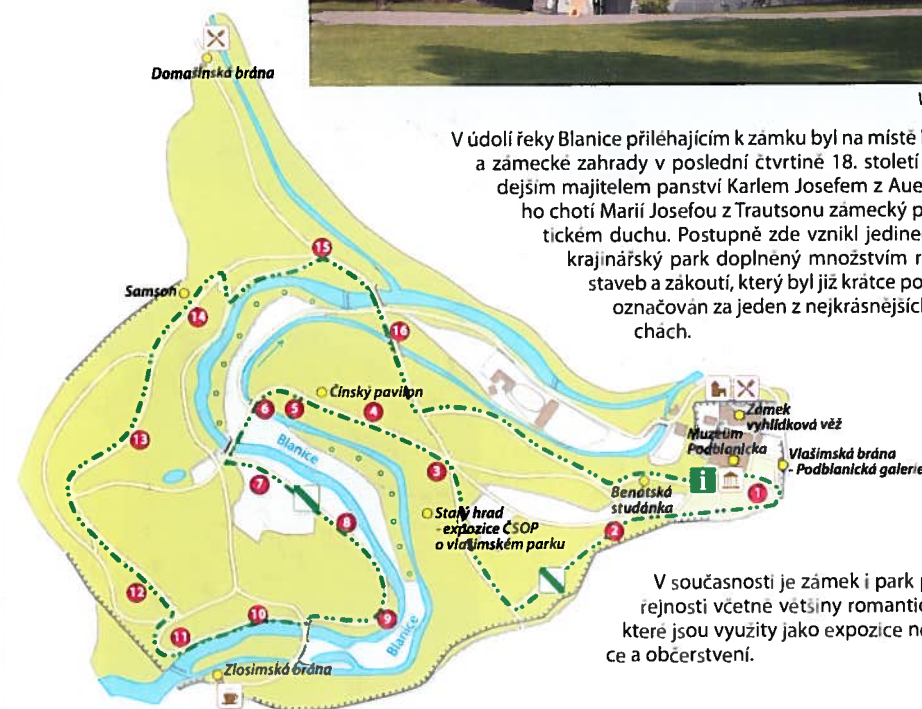 Domašínská brána
V údolí řeky Blanice přiléhajícím k zámku byl na místě
a zámecké zahrady v poslední čtvrtině 18. století
dejším majitelem panství Karlem Josefem z Aue
ho chotí Marií Josefou z Trautsonu zámecký p
tickém duchu. Postupně zde vznikl jedine
krajinářský park doplněný množstvím r
staveb a zákoutí, který byl již krátce po
označován za jeden z nejkrásnějších
chách.
15
Samson
14
16
Čínský pavilon
6
5
4
Zámek
vyhlídková věž
Muzeum
Podblanicka
Vlašimská brána
- Podblanická galerie
13
Blanice
3
7
i
1
Benátská
studánka
8
Starý hrad
- expozice ČSOP
o vlašimském parku
2
12
V současnosti je zámek i park p
řejnosti včetně většiny romantic
které jsou využity jako expozice ne
ce a občerstvení.
10
9
11
Blanice
Zlosimská brána